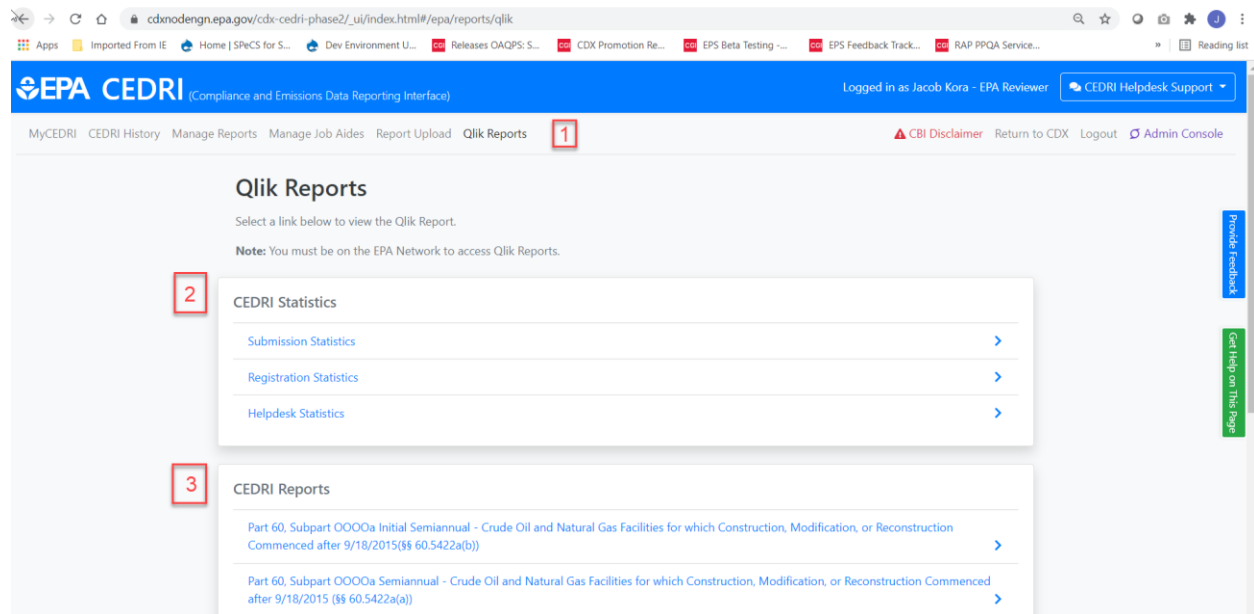 cdxnodengn.epa.gov/cdx-cedri-phase2/_ui/index.html#/epa/reports/qlik
J
Apps Imported From IE Home | SPeCS for S... Dev Environment U... CGI Releases OAQPS: S... CGI CDX Promotion Re... CGI EPS Beta Testing -... CGI EPS Feedback Track... CGI RAP PPQA Service... » Reading list
EPA CEDRI (Compliance and Emissions Data Reporting Interface) Logged in as Jacob Kora - EPA Reviewer CEDRI Helpdesk Support
MyCEDRI CEDRI History Manage Reports Manage Job Aides Report Upload Qlik Reports 1 CBI Disclaimer Return to CDX Logout Admin Console
Qlik Reports
Select a link below to view the Qlik Report.
Note: You must be on the EPA Network to access Qlik Reports.
Provide Feedback
2
CEDRI Statistics
Submission Statistics
Registration Statistics
Helpdesk Statistics
Get Help on This Page
3
CEDRI Reports
Part 60, Subpart OOOOa Initial Semiannual - Crude Oil and Natural Gas Facilities for which Construction, Modification, or Reconstruction
Commenced after 9/18/2015(§§ 60.5422a(b))
Part 60, Subpart OOOOa Semiannual - Crude Oil and Natural Gas Facilities for which Construction, Modification, or Reconstruction Commenced
after 9/18/2015 (§§ 60.5422a(a))